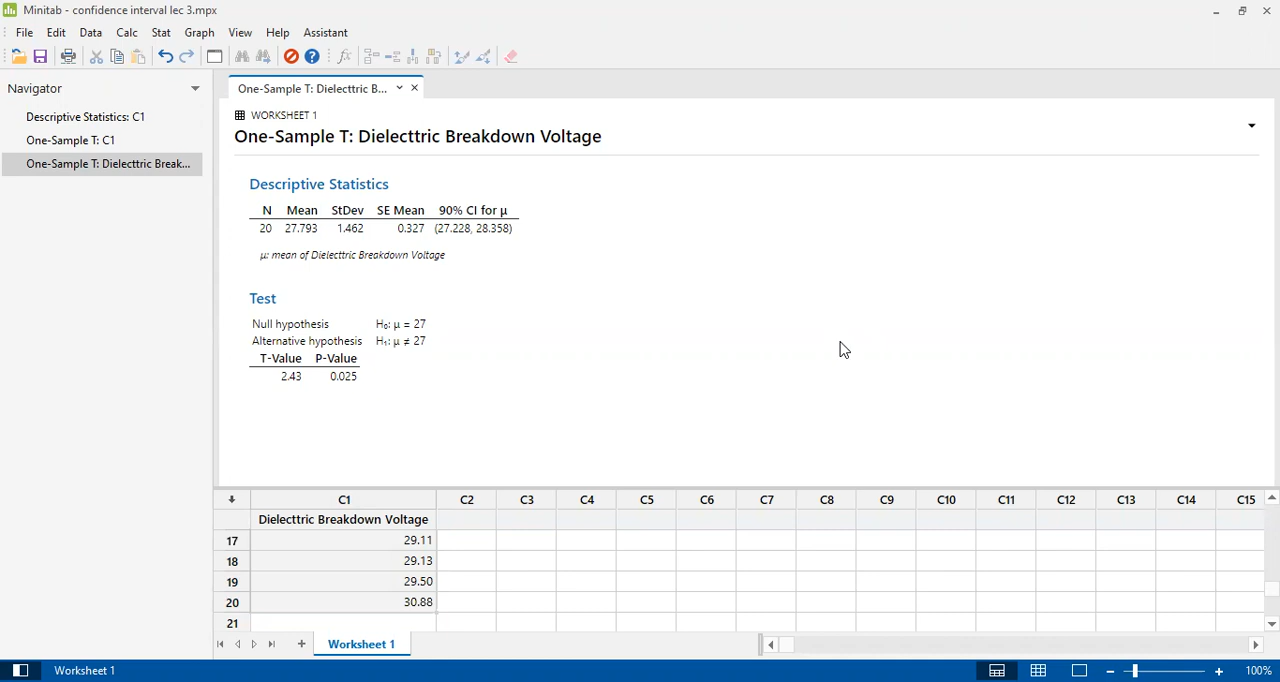 Minitab - confidence interval lec 3.mpx
File Edit Data Calc Stat Graph View Help Assistant
Navigator
Descriptive Statistics: C1
One-Sample T: C1
One-Sample T: Dielecttric Break...
One-Sample T: Dielecttric B...
WORKSHEET 1
One-Sample T: Dielecttric Breakdown Voltage
Descriptive Statistics
N Mean StDev SE Mean 90% CI for μ
20 27.793 1.462 0.327 (27.228, 28.358)
μ: mean of Dielecttric Breakdown Voltage
Test
Null hypothesis H₀: μ = 27
Alternative hypothesis H₁: μ ≠ 27
T-Value P-Value
2.43 0.025
C1 C2 C3 C4 C5 C6 C7 C8 C9 C10 C11 C12 C13 C14 C15
Dielecttric Breakdown Voltage
17 29.11
18 29.13
19 29.50
20 30.88
21
Worksheet 1
Worksheet 1 100%